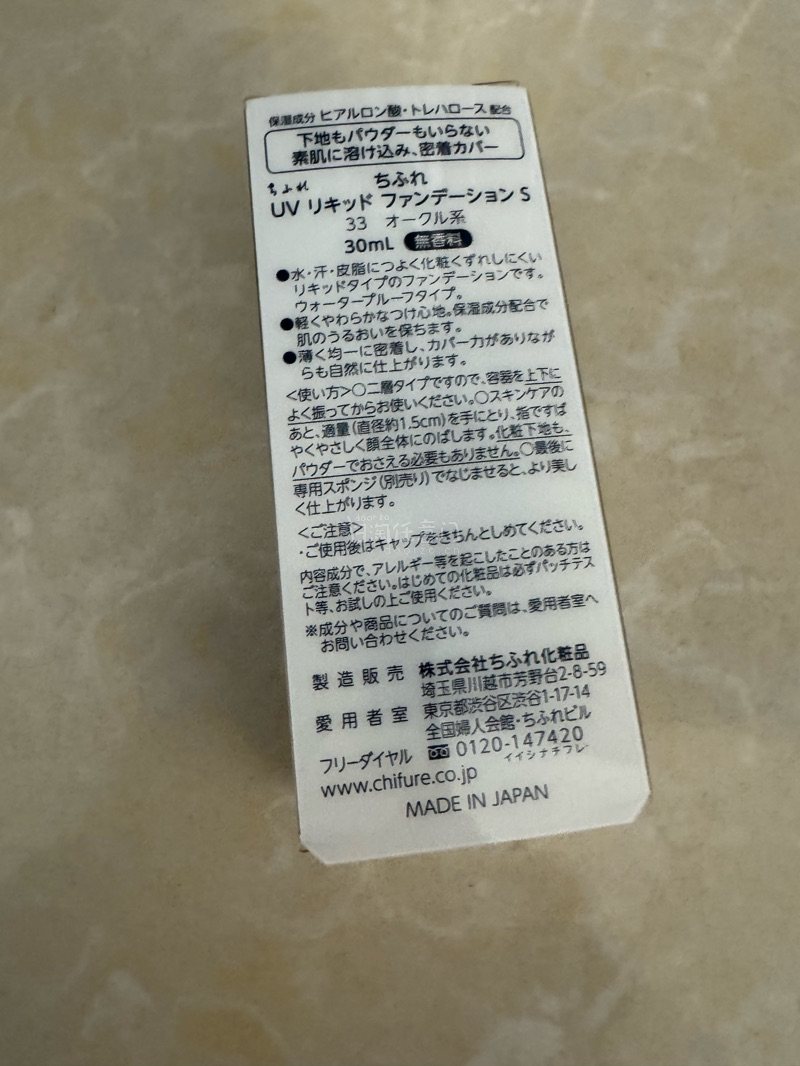 保湿成分 ヒアルロン酸・トレハロース 配合
下地もパウダーもいらない
素肌に溶け込み、密着カバー
ちふれ
ちふれ
UV リキッド ファンデーション S
33 オークル系
30mL 無香料
●水・汗・皮脂につよく化粧くずれしにくい
リキッドタイプのファンデーションです。
ウォータープルーフタイプ。
●軽くやわらかなつけ心地。保湿成分配合で
肌のうるおいを保ちます。
●薄く均一に密着し、カバー力がありなが
らも自然に仕上がります。
<使い方>○二層タイプですので、容器を上下に
よく振ってからお使いください。○スキンケアの
あと、適量(直径約1.5cm)を手にとり、指ですば
やくやさしく顔全体にのばします。化粧下地も、
パウダーでおさえる必要もありません。○最後に
専用スポンジ(別売り)でなじませると、より美し
く仕上がります。
<ご注意>
・ご使用後はキャップをきちんとしめてください。
内容成分で、アレルギー等を起こしたことのある方は
ご注意ください。はじめての化粧品は必ずパッチテス
ト等、お試しの上ご使用ください。
※成分や商品についてのご質問は、愛用者室へ
お問い合わせください。
製造販売 株式会社ちふれ化粧品
埼玉県川越市芳野台2-8-59
愛用者室 東京都渋谷区渋谷1-17-14
全国婦人会館・ちふれビル
フリーダイヤル 0120-147420
イイシナチフレ
www.chifure.co.jp
MADE IN JAPAN